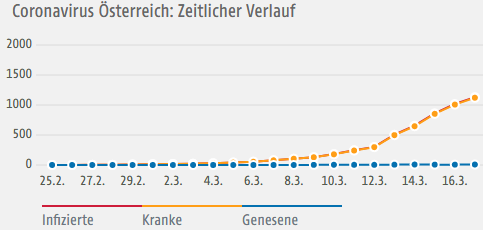 Coronavirus Österreich: Zeitlicher Verlauf
2000
1500
1000
500
0
25.2. 27.2. 29.2. 2.3. 4.3. 6.3. 8.3. 10.3. 12.3. 14.3. 16.3.
Infizierte Kranke Genesene